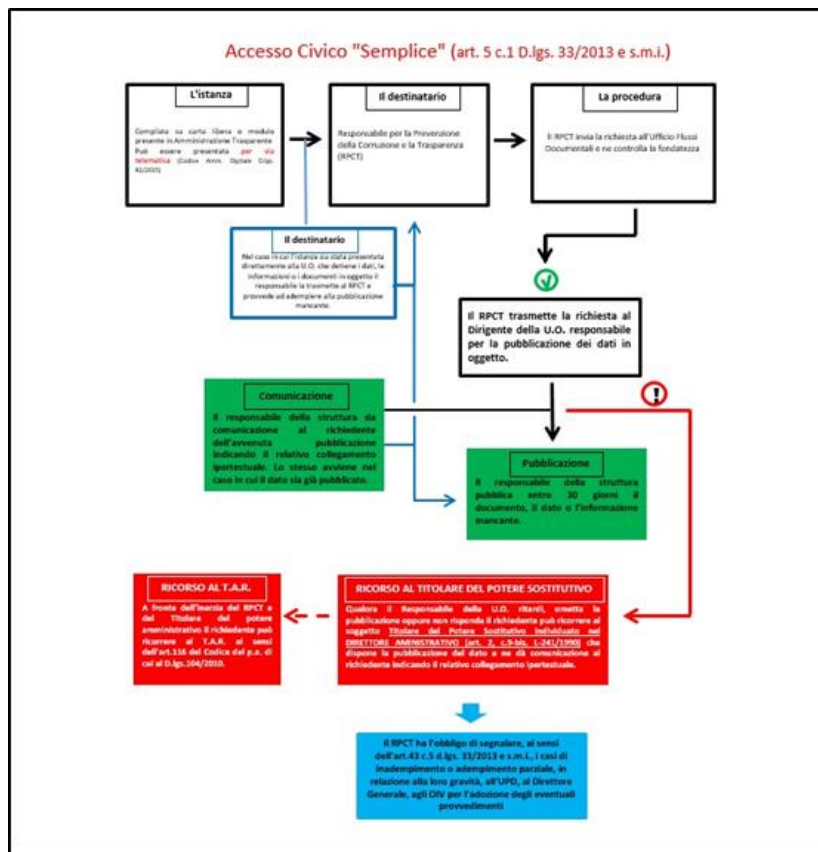 Accesso Civico "Semplice" (art. 5 c.1 D.lgs. 33/2013 e s.m.i.)
L'istanza
Compilata su carta libera o modulo
presente in Amministrazione Trasparente
Può essere presentata per via
telematica (Codice Amm. Digitale
82/2015)
Il destinatario
Responsabile per la Prevenzione
della Corruzione e la Trasparenza
(RPCT)
La procedura
Il RPCT invia la richiesta all'Ufficio Flussi
Documentali e ne controlla la fondatezza
Il destinatario
Nel caso in cui l'istanza sia stata presentata
direttamente alla U.O. che detiene i dati, le
informazioni o i documenti in oggetto il
responsabile la trasmette al RPCT e
provvede ad adempiere alla pubblicazione
mancante.
Il RPCT trasmette la richiesta al
Dirigente della U.O. responsabile
per la pubblicazione dei dati in
oggetto.
!
Comunicazione
Il responsabile della struttura da
comunicazione al richiedente
dell'avvenuta pubblicazione
indicando il relativo collegamento
ipertestuale. Lo stesso avviene nel
caso in cui il dato sia già pubblicato.
Pubblicazione
Il responsabile della struttura
pubblica entro 30 giorni il
documento, il dato o l'informazione
mancante.
RICORSO AL T.A.R.
A fronte dell'inerzia del RPCT e
del Titolare del potere
amministrativo il richiedente può
ricorrere al T.A.R. ai sensi
dell'art.116 del Codice del p.a. di
cui al D.lgs.104/2010.
RICORSO AL TITOLARE DEL POTERE SOSTITUTIVO
Qualora il Responsabile della U.O. ritardi, ometta la
pubblicazione oppure non risponda il richiedente può ricorrere al
soggetto Titolare del Potere Sostitutivo individuato nel
DIRETTORE AMINISTRATIVO (art. 2, c.9-bis, L.241/1990) che
dispone la pubblicazione del dato e ne dà comunicazione al
richiedente indicando il relativo collegamento ipertestuale.
Il RPCT ha l'obbligo di segnalare, ai sensi
dell'art.43 c.5 d.lgs. 33/2013 e s.m.i., i casi di
inadempimento o adempimento parziale, in
relazione alla loro gravità, all'UPD, al Direttore
Generale, agli OIV per l'adozione degli eventuali
provvedimenti